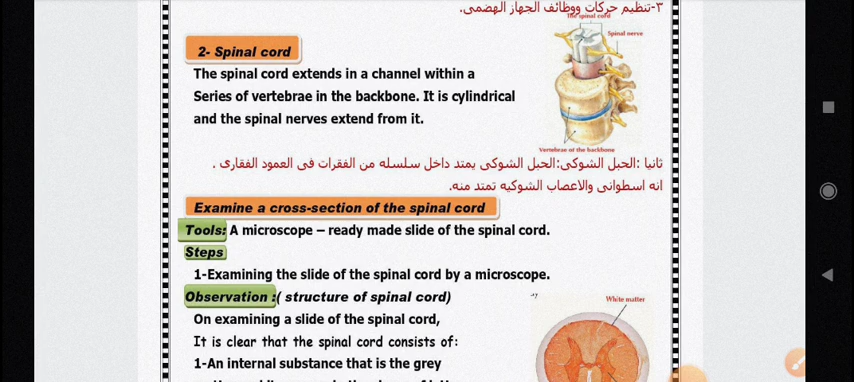 ٣-تنظيم حركات ووظائف الجهاز الهضمى.
The spinal cord
2- Spinal cord
Spinal nerve
The spinal cord extends in a channel within a
Series of vertebrae in the backbone. It is cylindrical
and the spinal nerves extend from it.
Vertebrae of the backbone
ثانيا :الحبل الشوكى:الحبل الشوكى يمتد داخل سلسله من الفقرات فى العمود الفقارى .
انه اسطوانى والاعصاب الشوكيه تمتد منه.
Examine a cross-section of the spinal cord
Tools: A microscope – ready made slide of the spinal cord.
Steps
1-Examining the slide of the spinal cord by a microscope.
Observation :( structure of spinal cord)
White matter
On examining a slide of the spinal cord,
It is clear that the spinal cord consists of:
1-An internal substance that is the grey